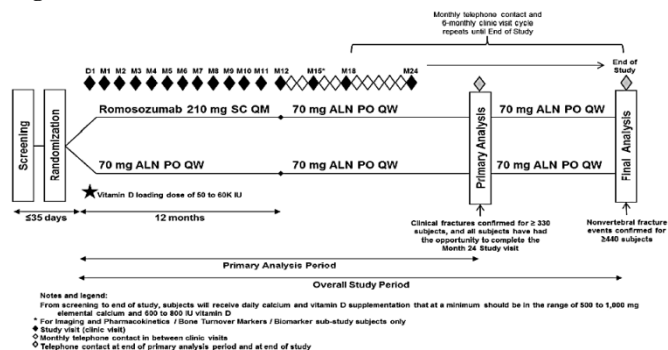 Monthly telephone contact and
6-monthly clinic visit cycle
repeats until End of Study
D1 M1 M2 M3 M4 M5 M6 M7 M8 M9 M10 M11 M12 M15* M18 M24
End of
Study
Screening
Randomization
Romosozumab 210 mg SC QM
70 mg ALN PO QW
70 mg ALN PO QW
70 mg ALN PO QW
70 mg ALN PO QW
70 mg ALN PO QW
Primary Analysis
Final Analysis
Vitamin D loading dose of 50 to 60K IU
≤35 days
12 months
Clinical fractures confirmed for ≥ 330
subjects, and all subjects have had
the opportunity to complete the
Month 24 Study visit
Nonvertebral fracture
events confirmed for
≥440 subjects
Primary Analysis Period
Overall Study Period
Notes and legend:
From screening to end of study, subjects will receive daily calcium and vitamin D supplementation that at a minimum should be in the range of 500 to 1,000 mg
elemental calcium and 600 to 800 IU vitamin D
* For Imaging and Pharmacokinetics / Bone Turnover Markers / Biomarker sub-study subjects only
Study visit (clinic visit)
Monthly telephone contact in between clinic visits
Telephone contact at end of primary analysis period and at end of study